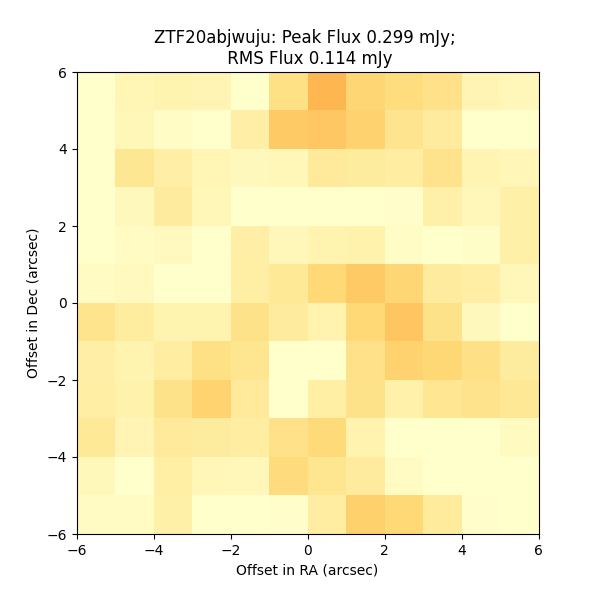 ZTF20abjwuju: Peak Flux 0.299 mJy;
RMS Flux 0.114 mJy
6
4
2
0
−2
−4
−6
Offset in Dec (arcsec)
−6 −4 −2 0 2 4 6
Offset in RA (arcsec)